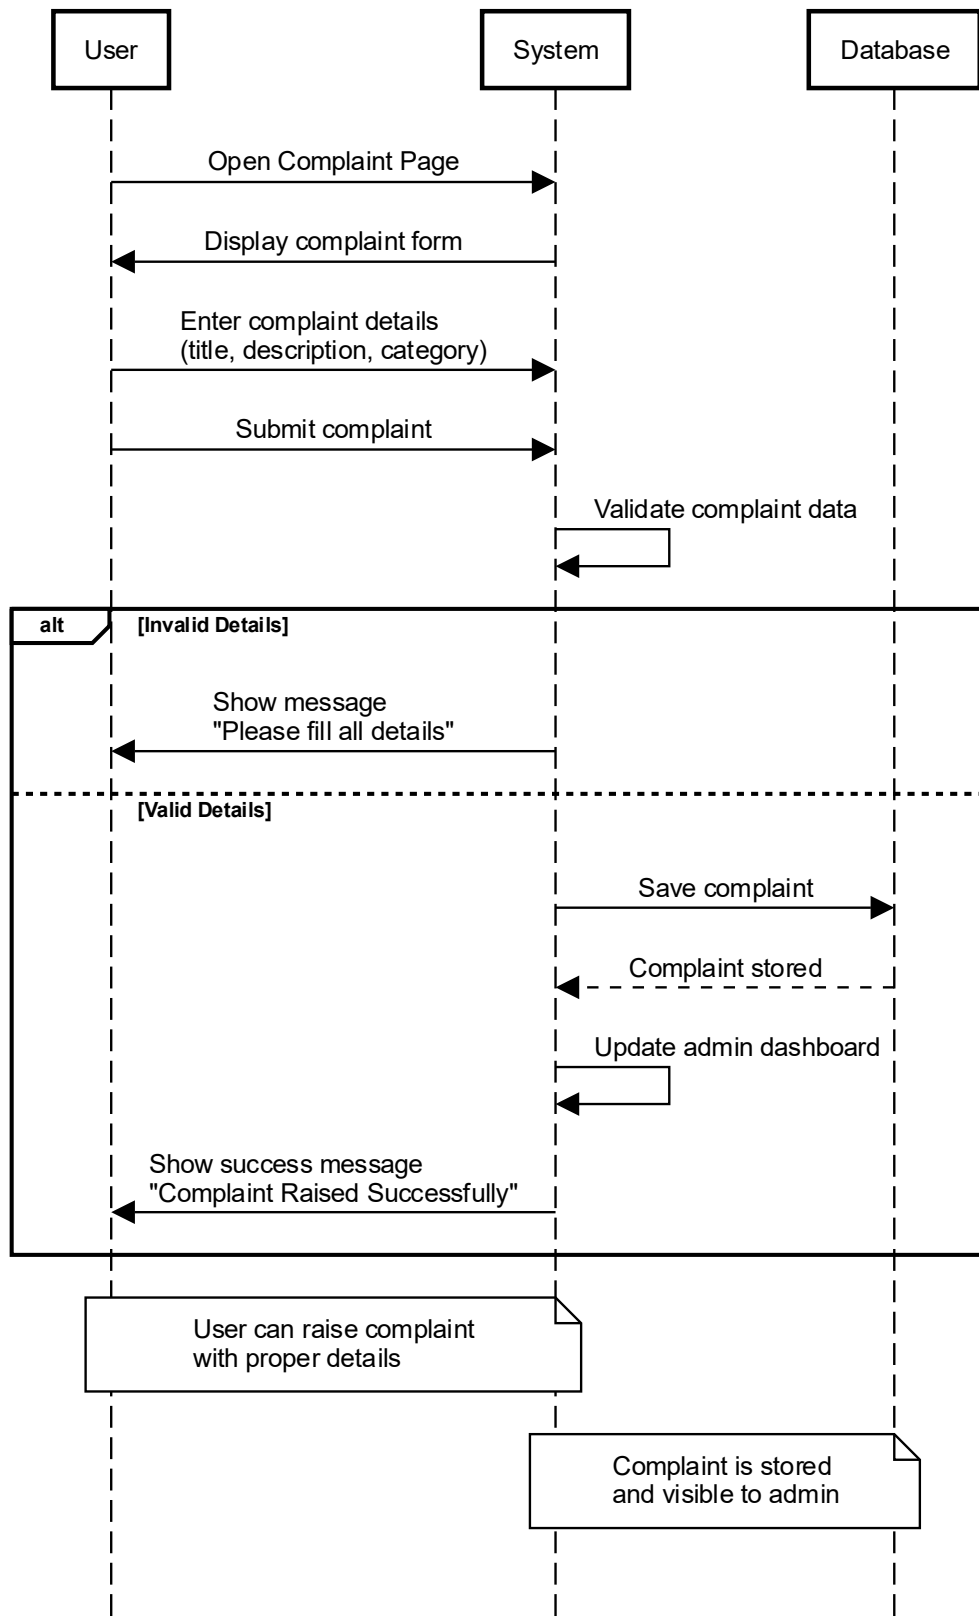 User
System
Database
Open Complaint Page
Display complaint form
Enter complaint details
(title, description, category)
Submit complaint
Validate complaint data
alt
[Invalid Details]
Show message
"Please fill all details"
[Valid Details]
Save complaint
Complaint stored
Update admin dashboard
Show success message
"Complaint Raised Successfully"
User can raise complaint
with proper details
Complaint is stored
and visible to admin